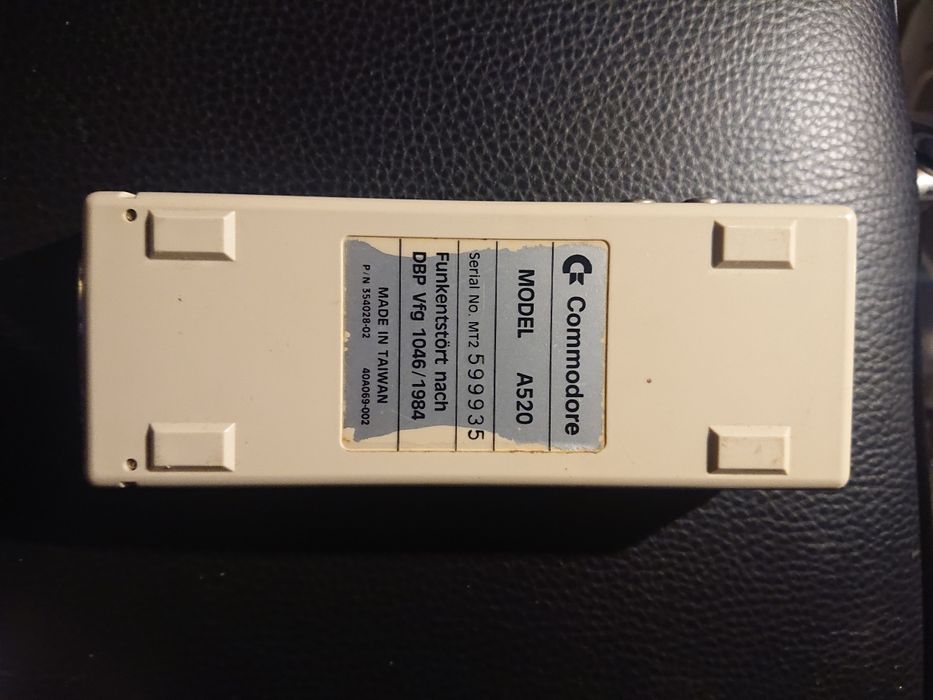 Commodore
MODEL A520
Serial No. MT2 599935
Funkentstört nach
DBP Vfg 1046/1984
MADE IN TAIWAN
P/N 354028-02 40A069-002